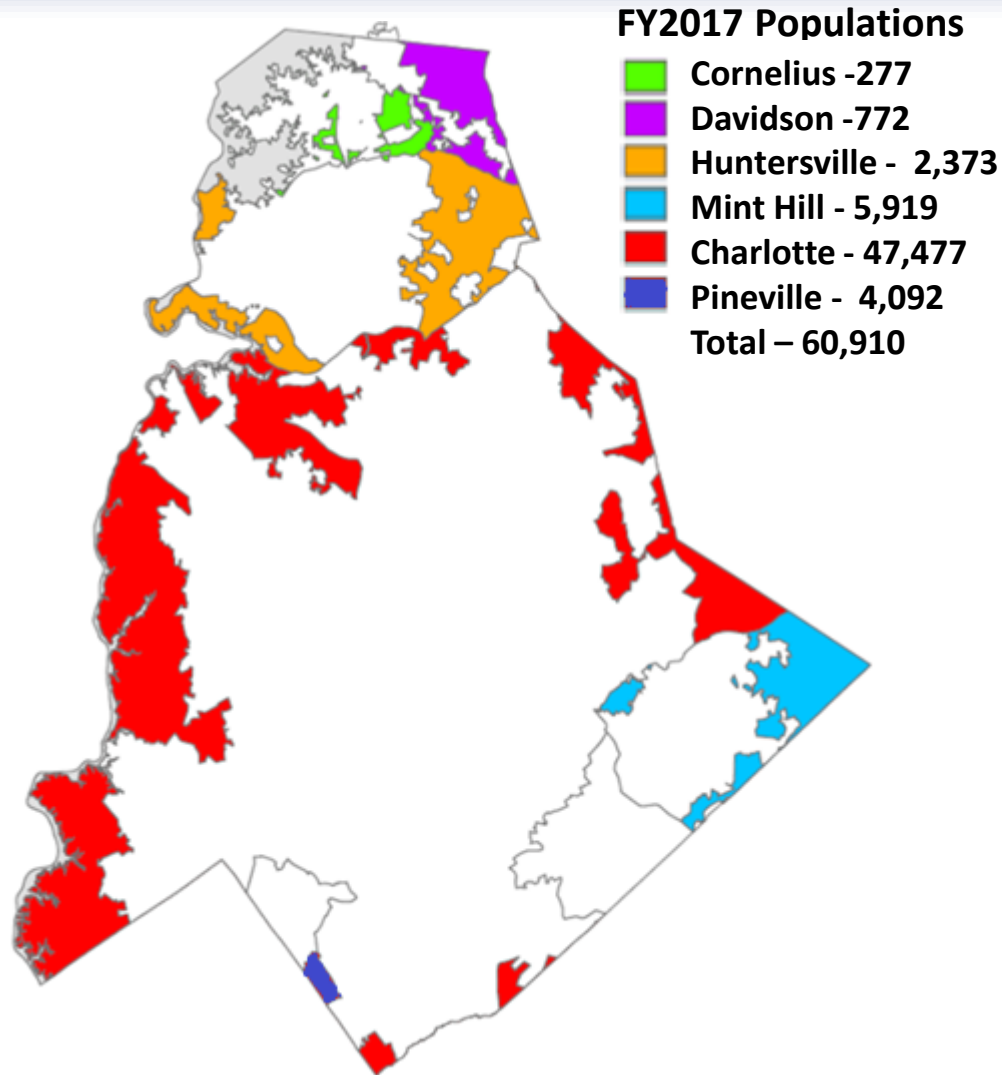 FY2017 Populations
Cornelius -277
Davidson -772
Huntersville -  2,373
Mint Hill - 5,919
Charlotte - 47,477
Pineville -  4,092
Total – 60,910